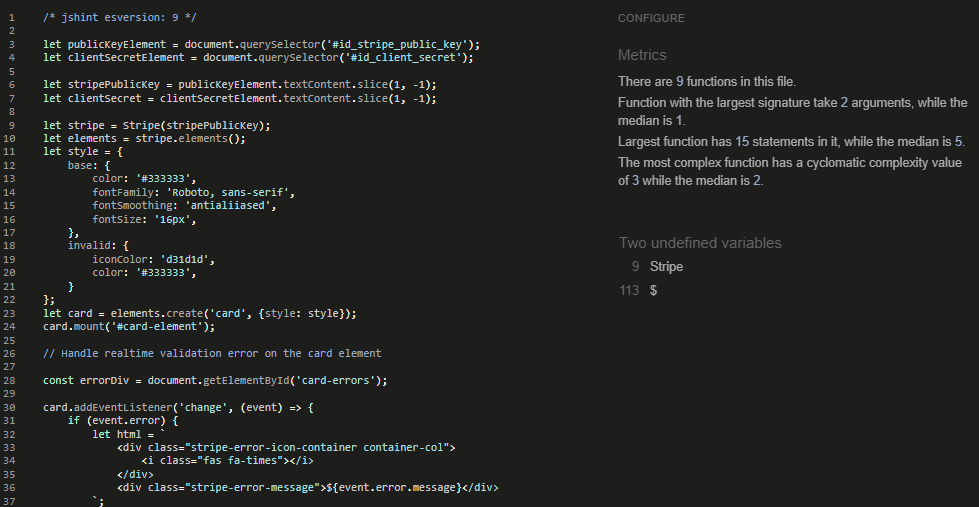 1 /* jshint esversion: 9 */
2
3 let publicKeyElement = document.querySelector('#id_stripe_public_key');
4 let clientSecretElement = document.querySelector('#id_client_secret');
5
6 let stripePublicKey = publicKeyElement.textContent.slice(1, -1);
7 let clientSecret = clientSecretElement.textContent.slice(1, -1);
8
9 let stripe = Stripe(stripePublicKey);
10 let elements = stripe.elements();
11 let style = {
12 base: {
13 color: '#333333',
14 fontFamily: 'Roboto, sans-serif',
15 fontSmoothing: 'antialiiased',
16 fontSize: '16px',
17 },
18 invalid: {
19 iconColor: 'd31d1d',
20 color: '#333333',
21 }
22 };
23 let card = elements.create('card', {style: style});
24 card.mount('#card-element');
25
26 // Handle realtime validation error on the card element
27
28 const errorDiv = document.getElementById('card-errors');
29
30 card.addEventListener('change', (event) => {
31 if (event.error) {
32 let html = `
33 <div class="stripe-error-icon-container container-col">
34 <i class="fas fa-times"></i>
35 </div>
36 <div class="stripe-error-message">${event.error.message}</div>
37 `;
CONFIGURE
Metrics
There are 9 functions in this file.
Function with the largest signature take 2 arguments, while the
median is 1.
Largest function has 15 statements in it, while the median is 5.
The most complex function has a cyclomatic complexity value
of 3 while the median is 2.
Two undefined variables
9 Stripe
113 $